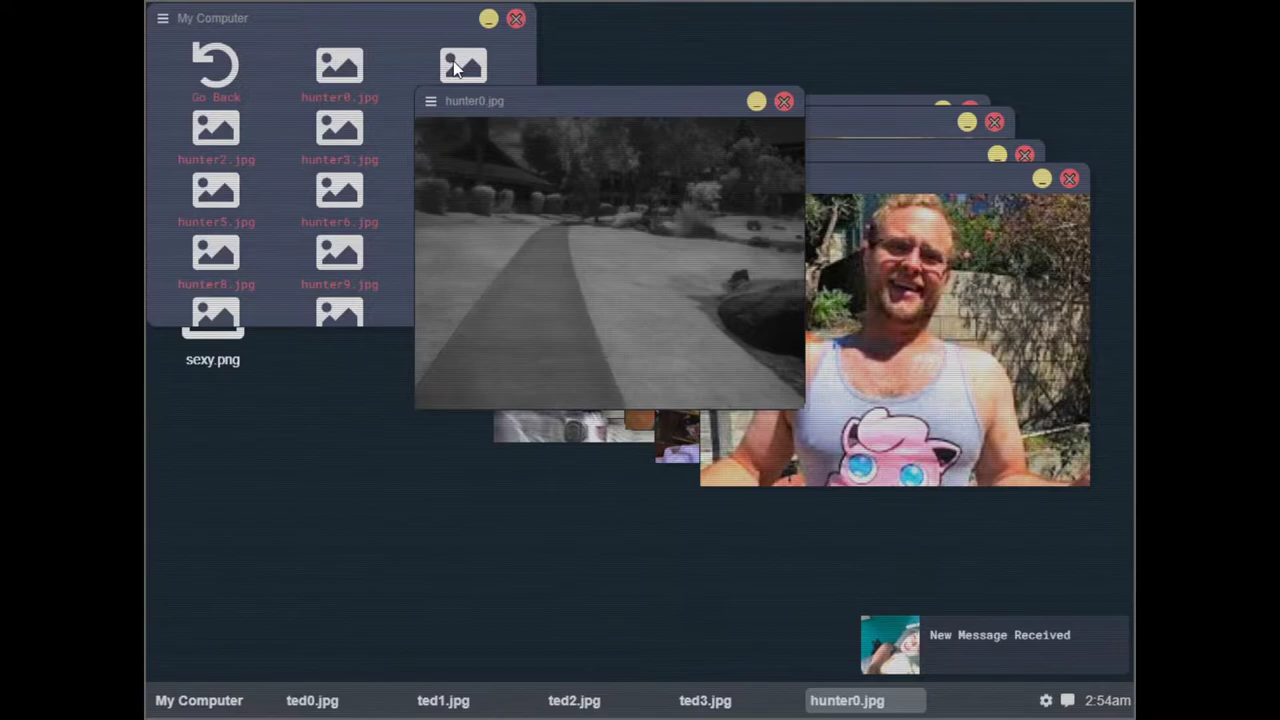 My Computer
Go Back
hunter0.jpg
hunter0.jpg
hunter2.jpg
hunter3.jpg
hunter5.jpg
hunter6.jpg
hunter8.jpg
hunter9.jpg
sexy.png
New Message Received
My Computer
ted0.jpg
ted1.jpg
ted2.jpg
ted3.jpg
hunter0.jpg
2:54am